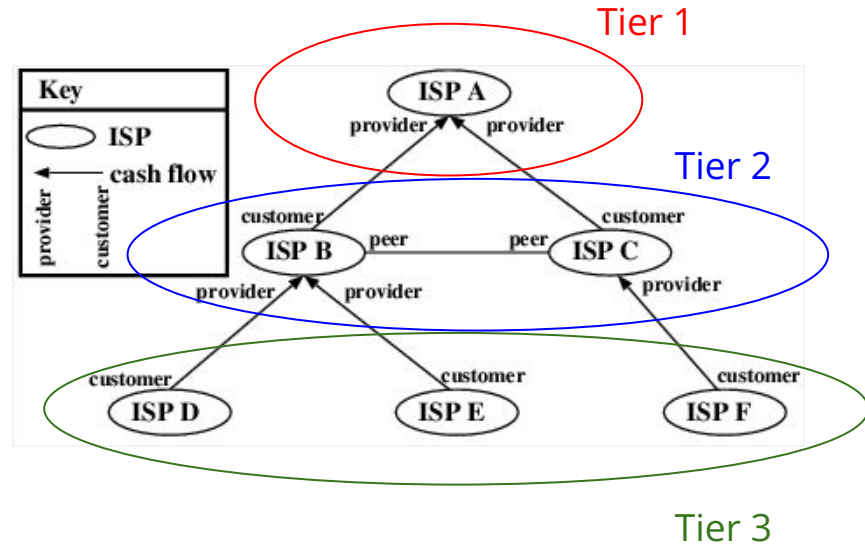 Tier 1
Key
ISP
cash flow
provider
customer
ISP A
provider provider
Tier 2
customer customer
ISP B peer peer ISP C
provider provider provider
customer customer customer
ISP D ISP E ISP F
Tier 3